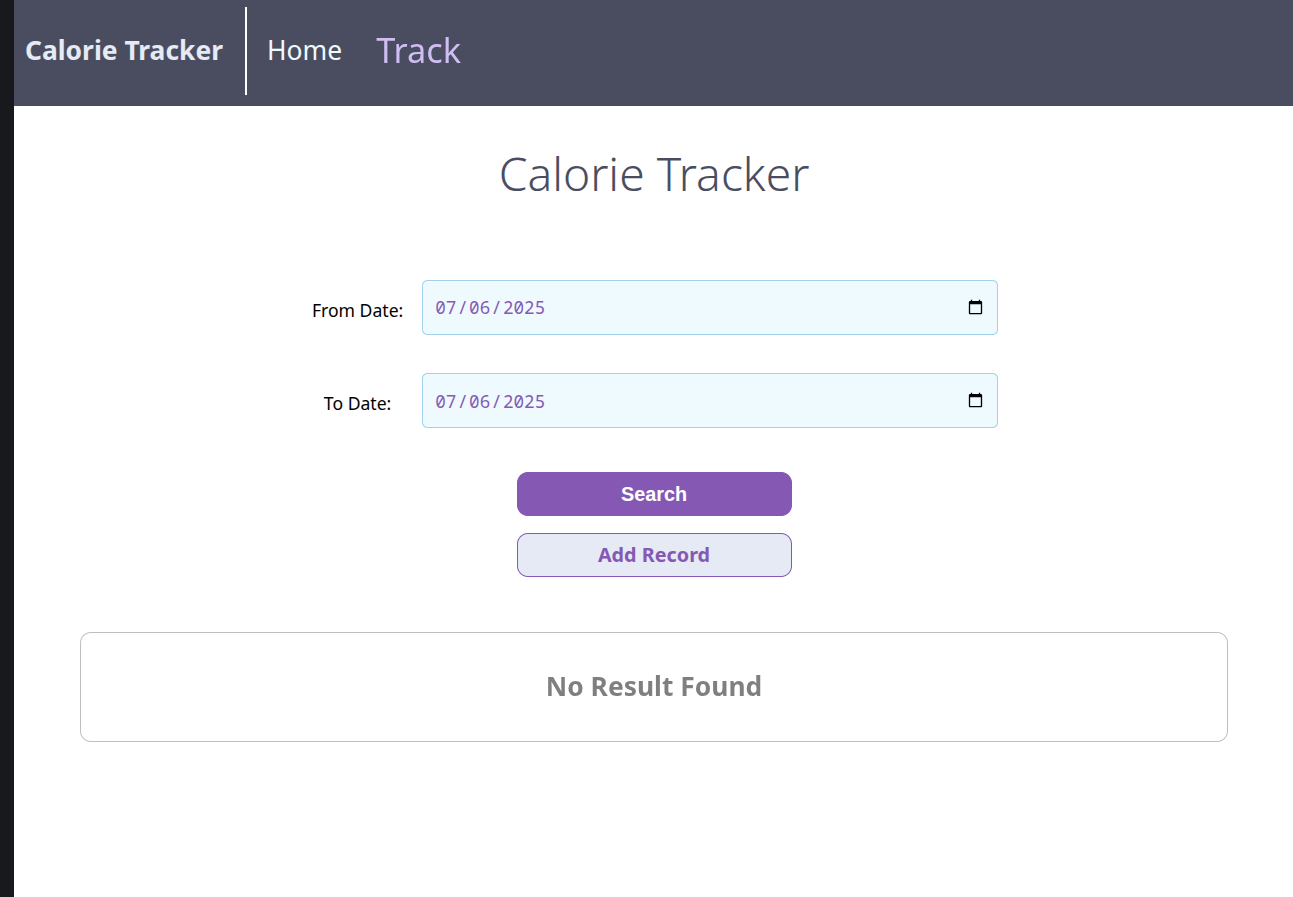 Calorie Tracker Home Track
Calorie Tracker
From Date: 07/06/2025
To Date: 07/06/2025
Search
Add Record
No Result Found